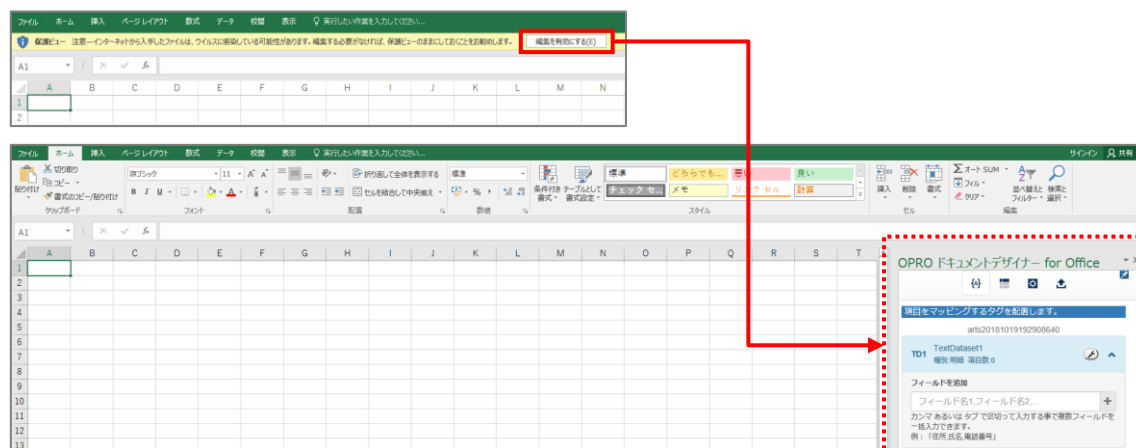 ファイル ホーム 挿入 ページレイアウト 数式 データ 校閲 表示 実行したい作業を入力してください...
保護ビュー 注意—インターネットから入手したファイルは、ウイルスに感染している可能性があります。編集する必要がなければ、保護ビューのままにしておくことをお勧めします。 編集を有効にする(E)
A1 fx
A B C D E F G H I J K L M N
1
2
ファイル ホーム 挿入 ページレイアウト 数式 データ 校閲 表示 実行したい作業を入力してください... サインイン 共有
貼り付け
切り取り
コピー
書式のコピー/貼り付け
クリップボード
游ゴシック 11 A A
B I U A
フォント
折り返して全体を表示する
セルを結合して中央揃え
配置
標準
% ,
数値
条件付き書式
テーブルとして書式設定
標準 どちらでも... 悪い 良い
チェック セ... メモ リンク セル 計算
スタイル
挿入 削除 書式
セル
Σ オート SUM
フィル
クリア
並べ替えとフィルター
検索と選択
編集
A1 fx
A B C D E F G H I J K L M N O P Q R S T
1
2
3
4
5
6
7
8
9
10
11
12
13
OPRO ドキュメントデザイナー for Office
項目をマッピングするタグを配置します。
arts20181019192908640
TD1 TextDataset1
種別:明細 項目数:0
フィールドを追加
フィールド名1,フィールド名2,... +
カンマ あるいは タブ で区切って入力する事で複数フィールドを
一括入力できます。
例：「住所,氏名,電話番号」